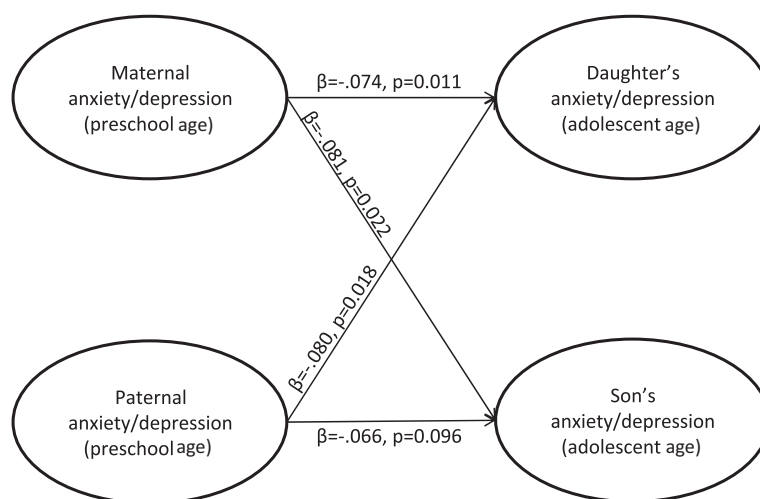 Maternal
anxiety/depression
(preschool age)
β=-.074, p=0.011
Daughter's
anxiety/depression
(adolescent age)
β=-.081, p=0.022
β=-.080, p=0.018
Paternal
anxiety/depression
(preschool age)
β=-.066, p=0.096
Son's
anxiety/depression
(adolescent age)